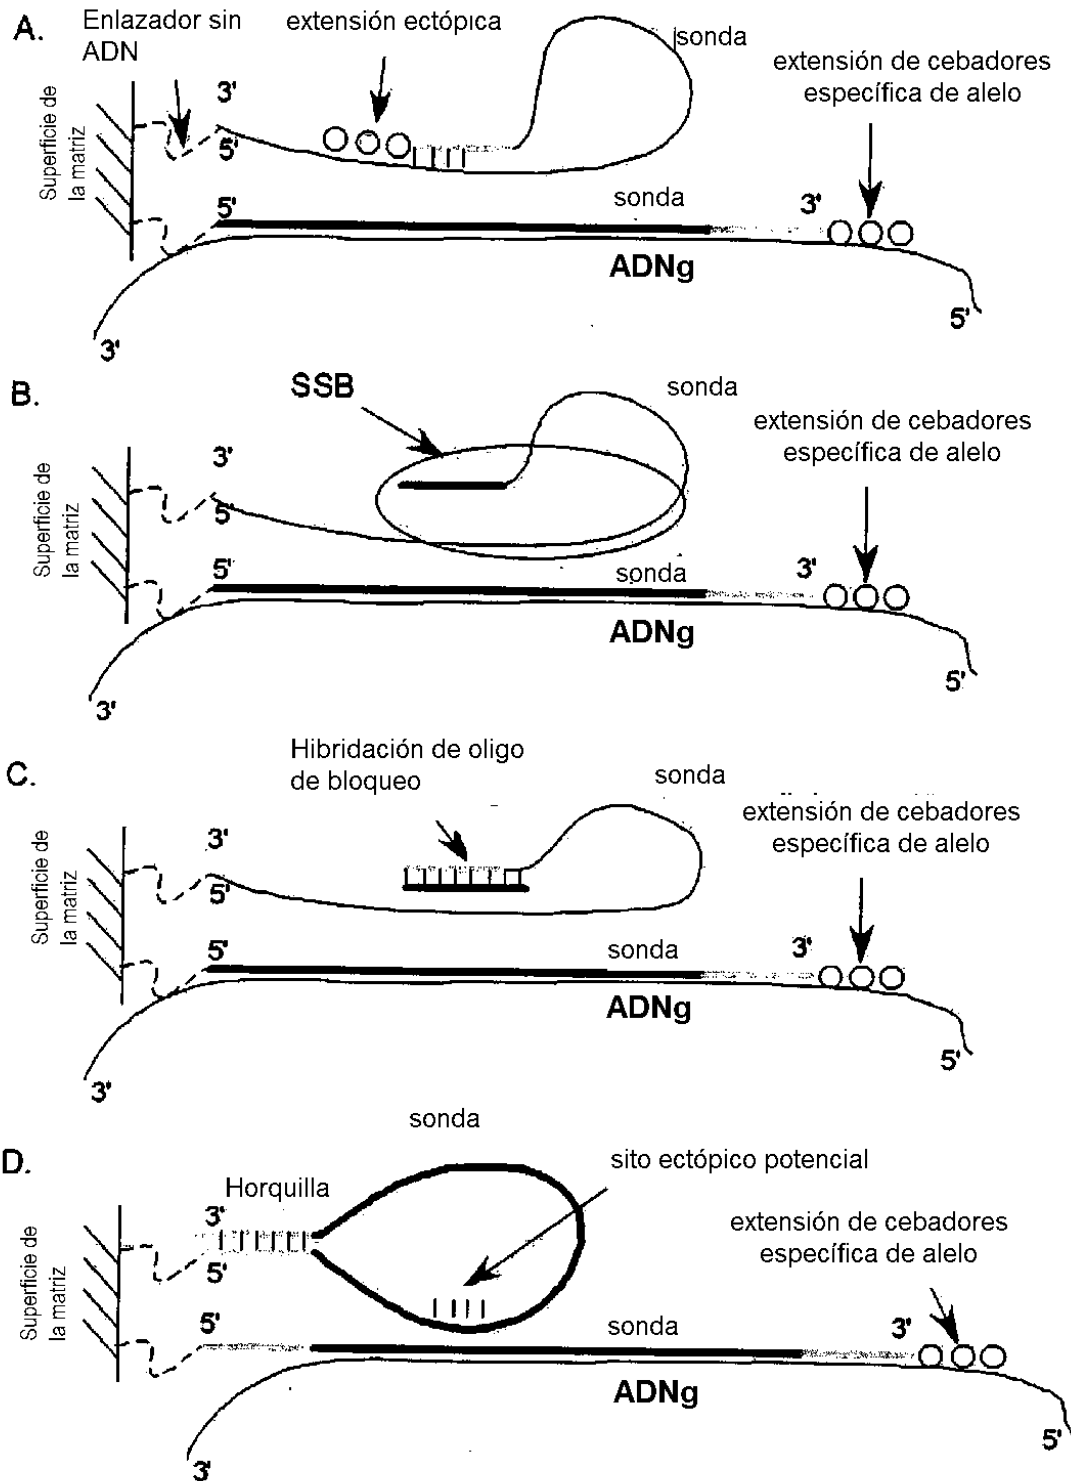 A.
Enlazador sin
ADN
extensión ectópica
sonda
extensión de cebadores
específica de alelo
Superficie de
la matriz
3'
5'
5'
sonda
3'
ADNg
3'
5'
B.
SSB
sonda
extensión de cebadores
específica de alelo
Superficie de
la matriz
3'
5'
5'
sonda
3'
ADNg
3'
5'
C.
Hibridación de oligo
de bloqueo
sonda
extensión de cebadores
específica de alelo
Superficie de
la matriz
3'
5'
5'
sonda
3'
ADNg
3'
5'
sonda
D.
Horquilla
sito ectópico potencial
extensión de cebadores
específica de alelo
Superficie de
la matriz
3'
5'
5'
sonda
3'
ADNg
3'
5'